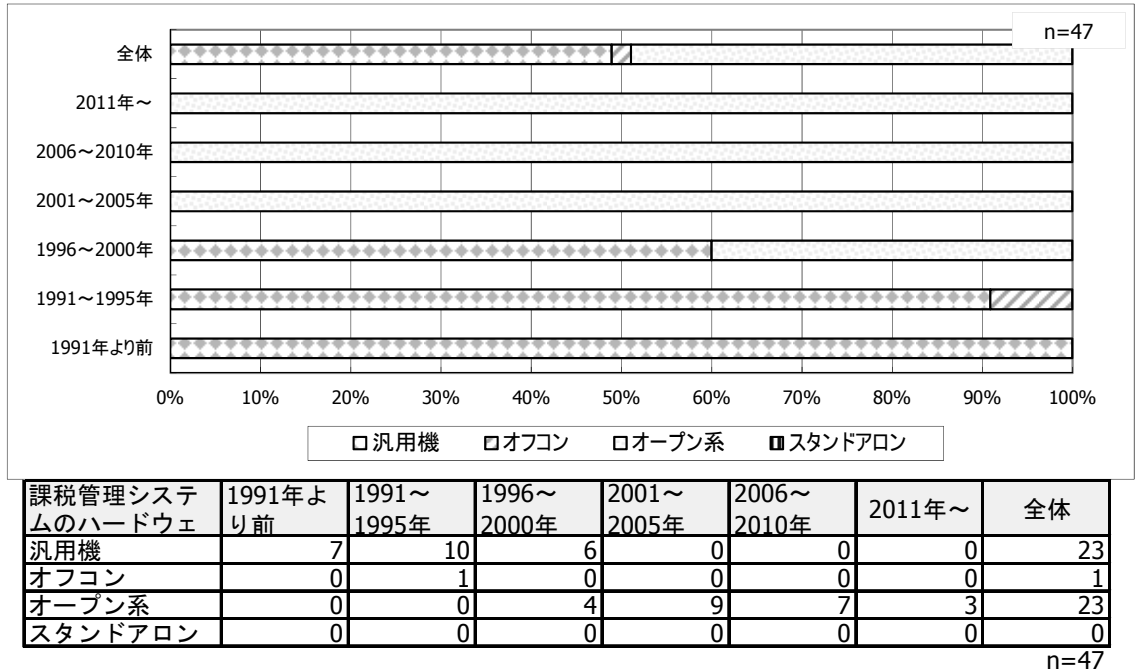 n=47
全体
2011年～
2006～2010年
2001～2005年
1996～2000年
1991～1995年
1991年より前
0% 10% 20% 30% 40% 50% 60% 70% 80% 90% 100%
汎用機 オフコン オープン系 スタンドアロン
課税管理システムのハードウェ 1991年より前 1991～1995年 1996～2000年 2001～2005年 2006～2010年 2011年～ 全体
汎用機 7 10 6 0 0 0 23
オフコン 0 1 0 0 0 0 1
オープン系 0 0 4 9 7 3 23
スタンドアロン 0 0 0 0 0 0 0
n=47